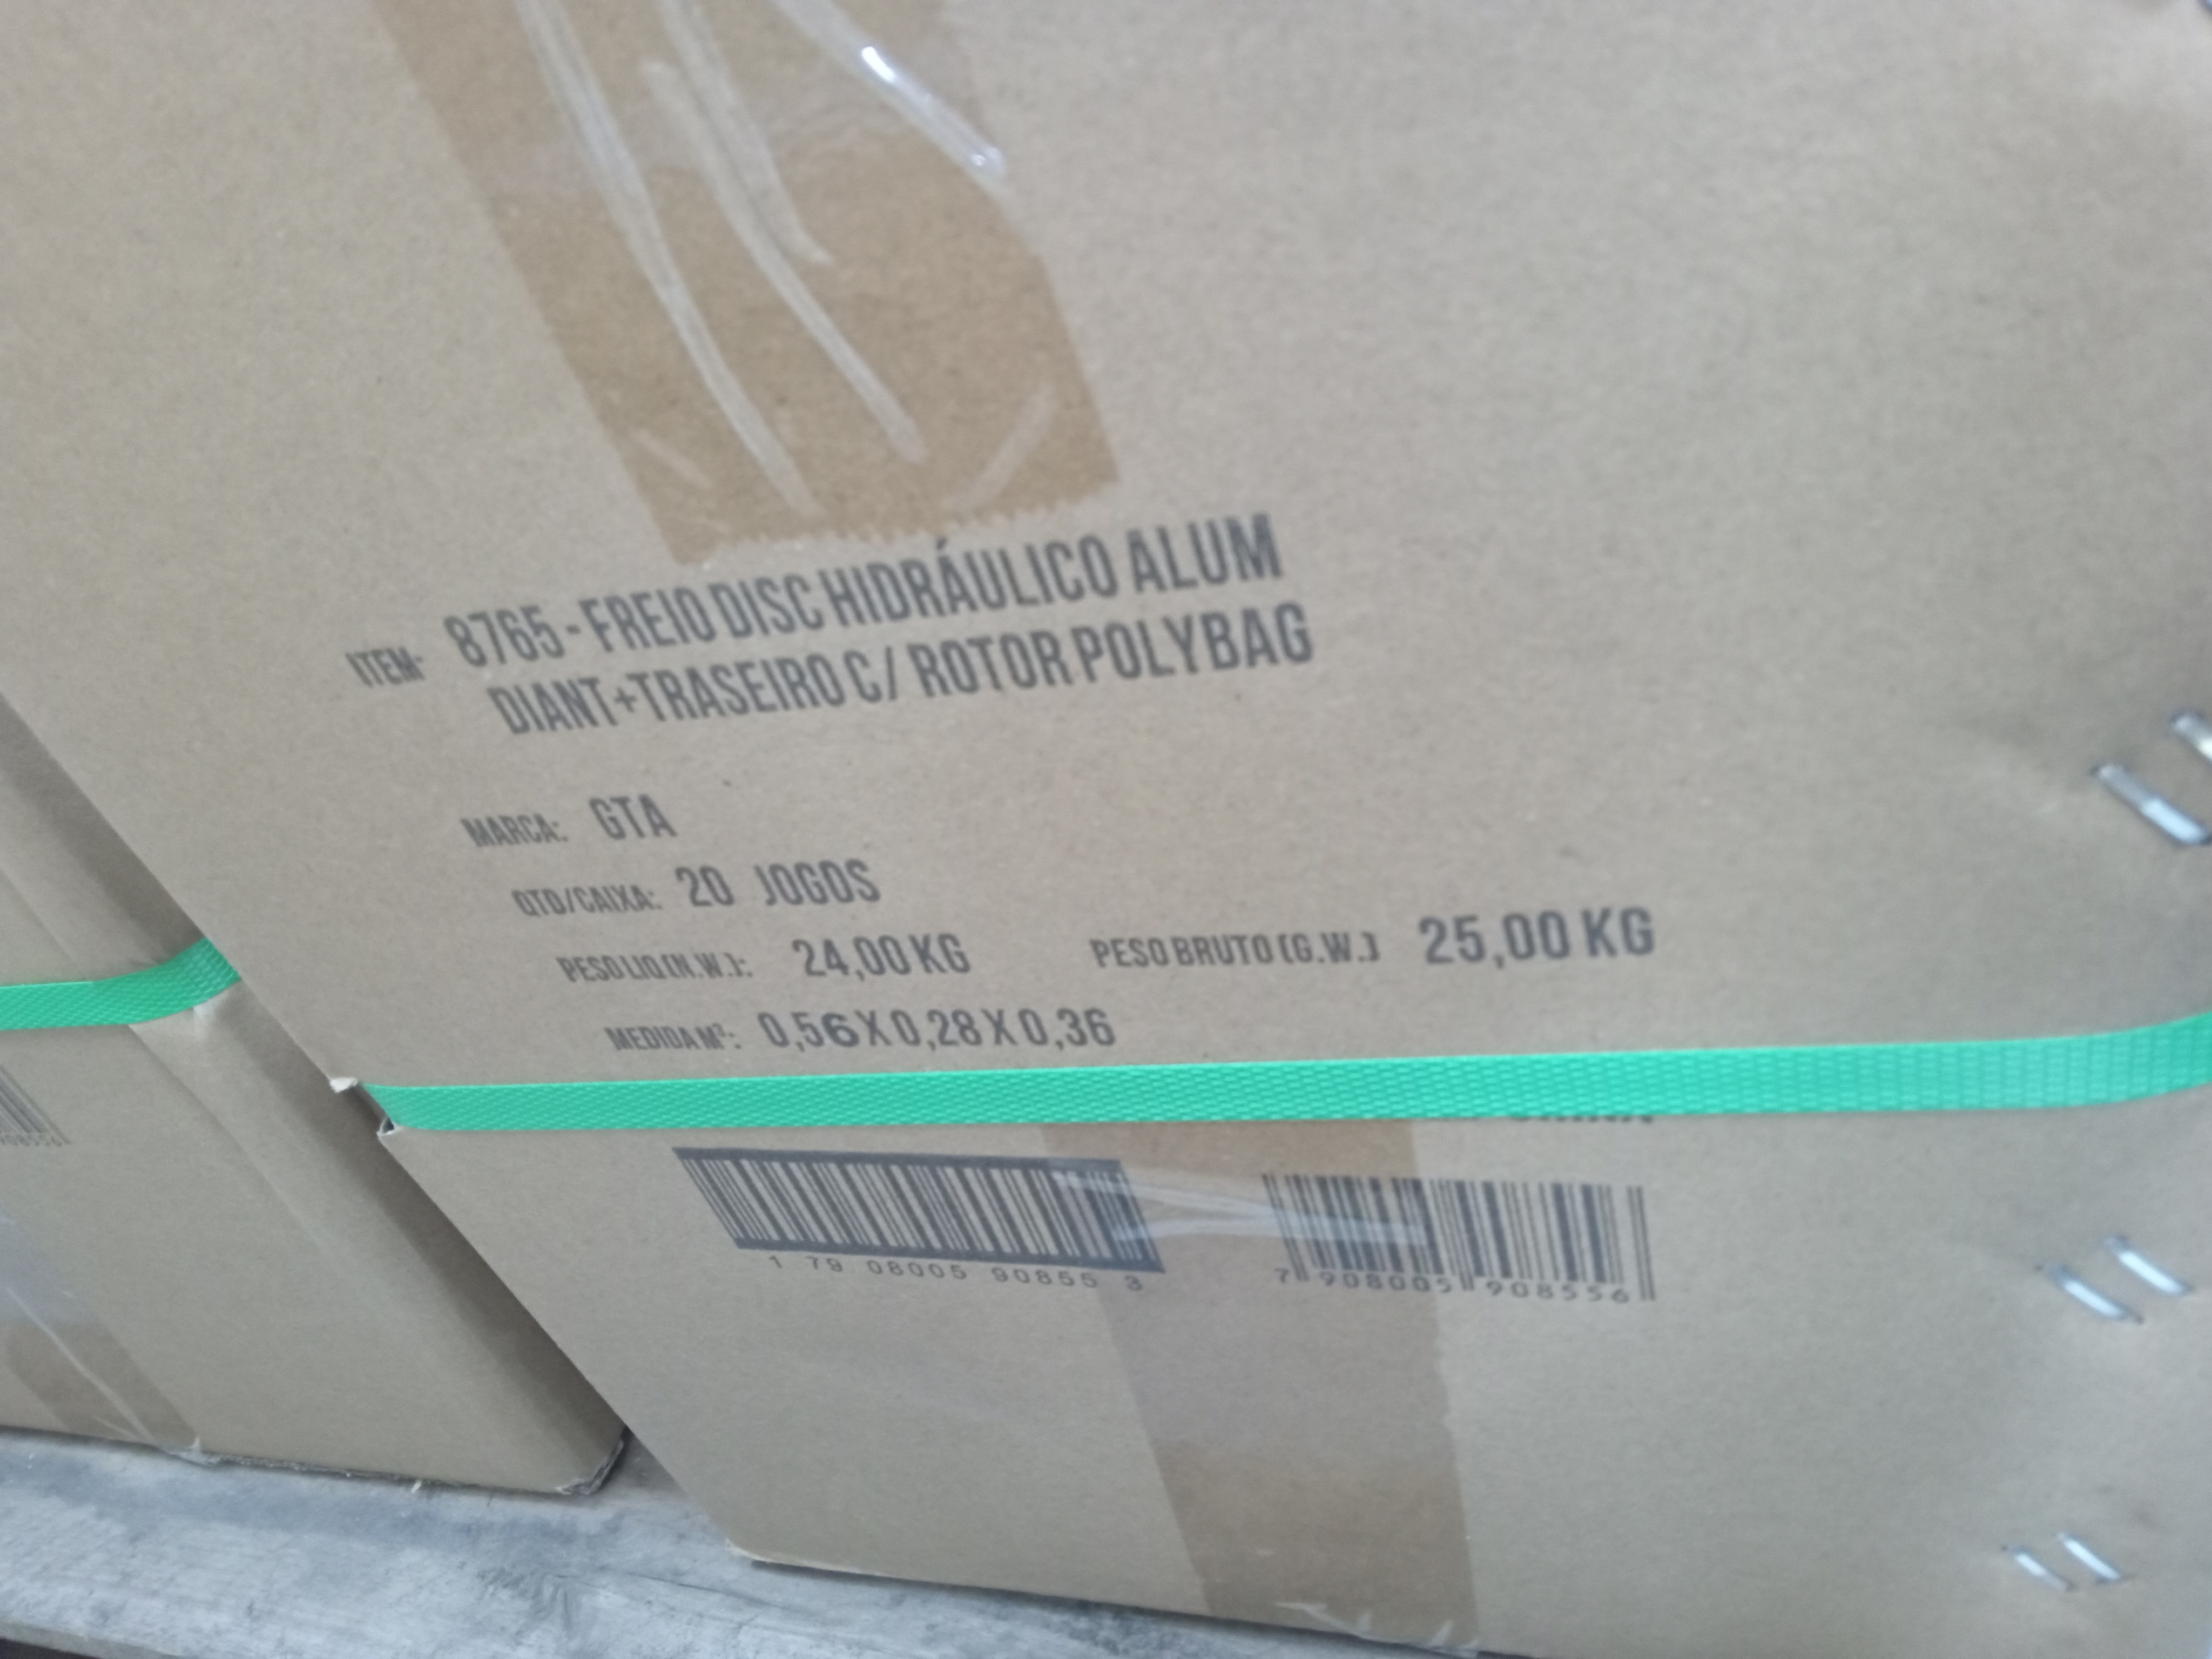 ITEM: 8765 - FREIO DISC HIDRÁULICO ALUM
DIANT+TRASEIRO C/ ROTOR POLYBAG
MARCA: GTA
QTD/CAIXA: 20 JOGOS
PESO LIQ (N.W.): 24,00 KG PESO BRUTO (G.W.) 25,00 KG
MEDIDA M³: 0,56 X 0,28 X 0,36
1 79 08005 90855 3
7 908005 908556
908556